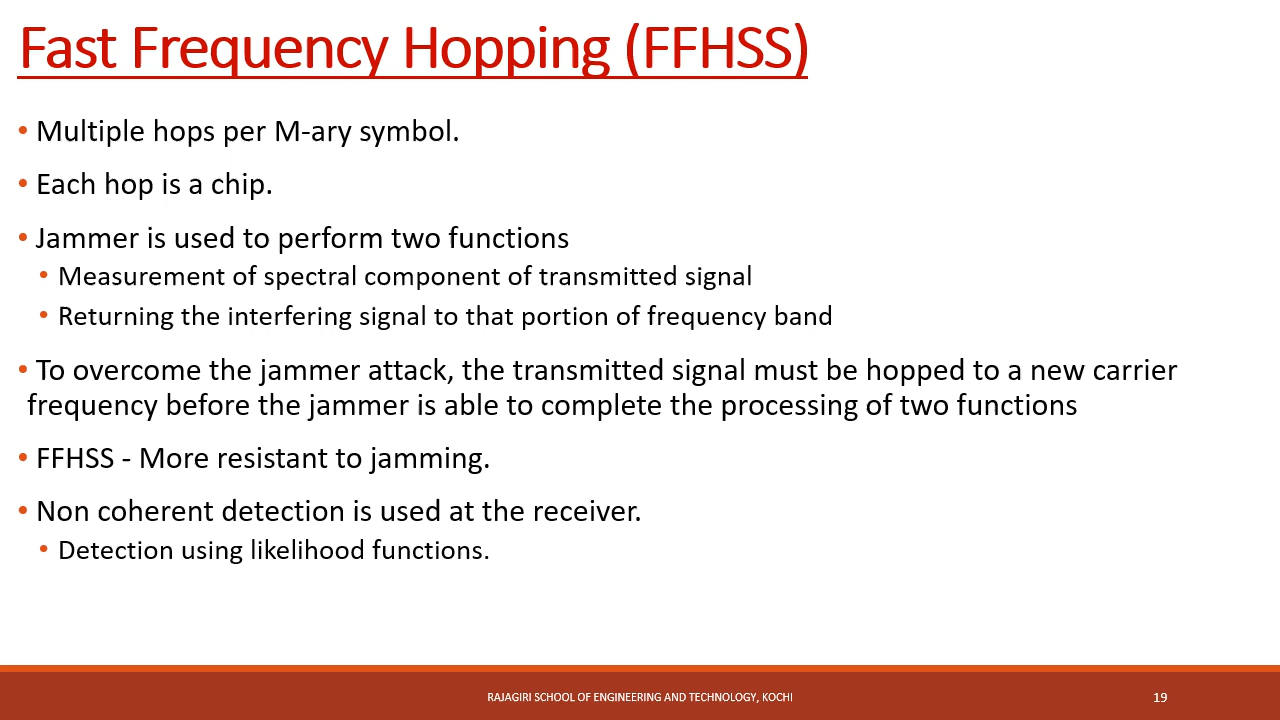 Fast Frequency Hopping (FFHSS)
• Multiple hops per M-ary symbol.
• Each hop is a chip.
• Jammer is used to perform two functions
• Measurement of spectral component of transmitted signal
• Returning the interfering signal to that portion of frequency band
• To overcome the jammer attack, the transmitted signal must be hopped to a new carrier
frequency before the jammer is able to complete the processing of two functions
• FFHSS - More resistant to jamming.
• Non coherent detection is used at the receiver.
• Detection using likelihood functions.
RAJAGIRI SCHOOL OF ENGINEERING AND TECHNOLOGY, KOCHI
19